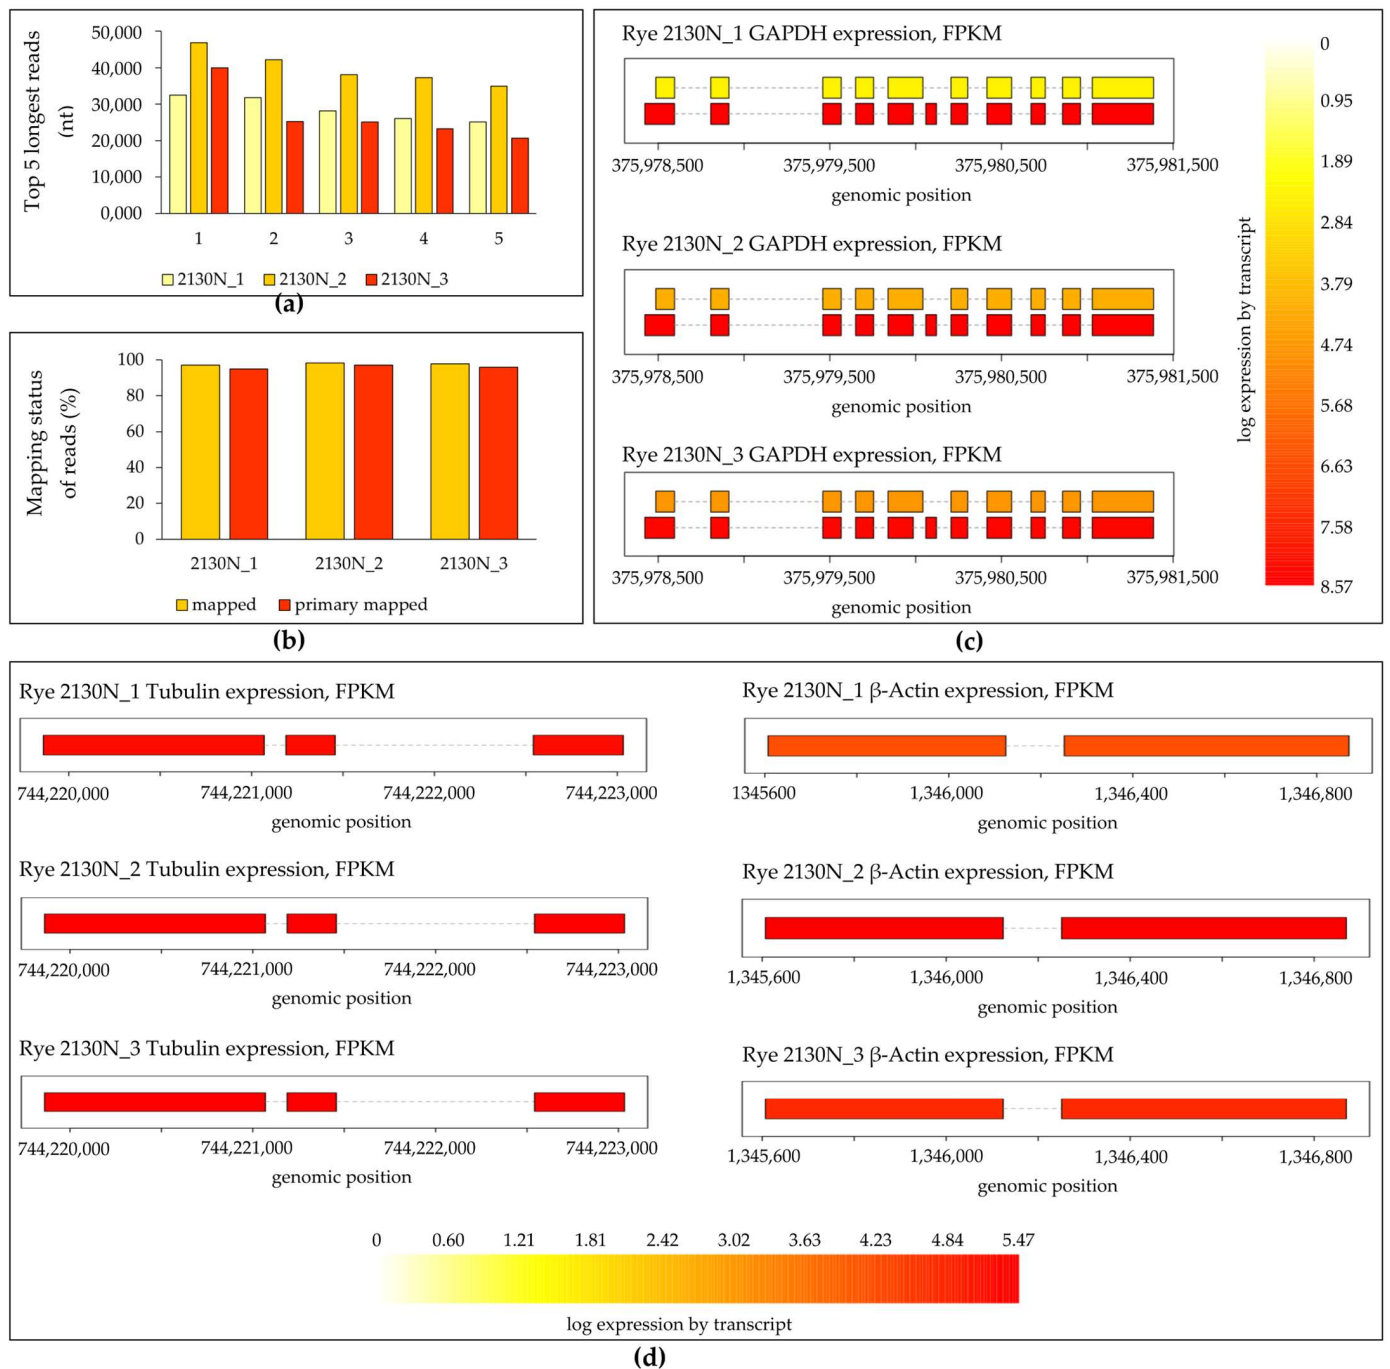 Top 5 longest reads
(nt)
50,000
40,000
30,000
20,000
10,000
0,000
1 2 3 4 5
2130N_1 2130N_2 2130N_3
(a)
Mapping status
of reads (%)
100
80
60
40
20
0
2130N_1 2130N_2 2130N_3
mapped primary mapped
(b)
Rye 2130N_1 GAPDH expression, FPKM
375,978,500 375,979,500 375,980,500 375,981,500
genomic position
Rye 2130N_2 GAPDH expression, FPKM
375,978,500 375,979,500 375,980,500 375,981,500
genomic position
Rye 2130N_3 GAPDH expression, FPKM
375,978,500 375,979,500 375,980,500 375,981,500
genomic position
log expression by transcript
0
0.95
1.89
2.84
3.79
4.74
5.68
6.63
7.58
8.57
(c)
Rye 2130N_1 Tubulin expression, FPKM
744,220,000 744,221,000 744,222,000 744,223,000
genomic position
Rye 2130N_2 Tubulin expression, FPKM
744,220,000 744,221,000 744,222,000 744,223,000
genomic position
Rye 2130N_3 Tubulin expression, FPKM
744,220,000 744,221,000 744,222,000 744,223,000
genomic position
Rye 2130N_1 β-Actin expression, FPKM
1345600 1,346,000 1,346,400 1,346,800
genomic position
Rye 2130N_2 β-Actin expression, FPKM
1,345,600 1,346,000 1,346,400 1,346,800
genomic position
Rye 2130N_3 β-Actin expression, FPKM
1,345,600 1,346,000 1,346,400 1,346,800
genomic position
0 0.60 1.21 1.81 2.42 3.02 3.63 4.23 4.84 5.47
log expression by transcript
(d)